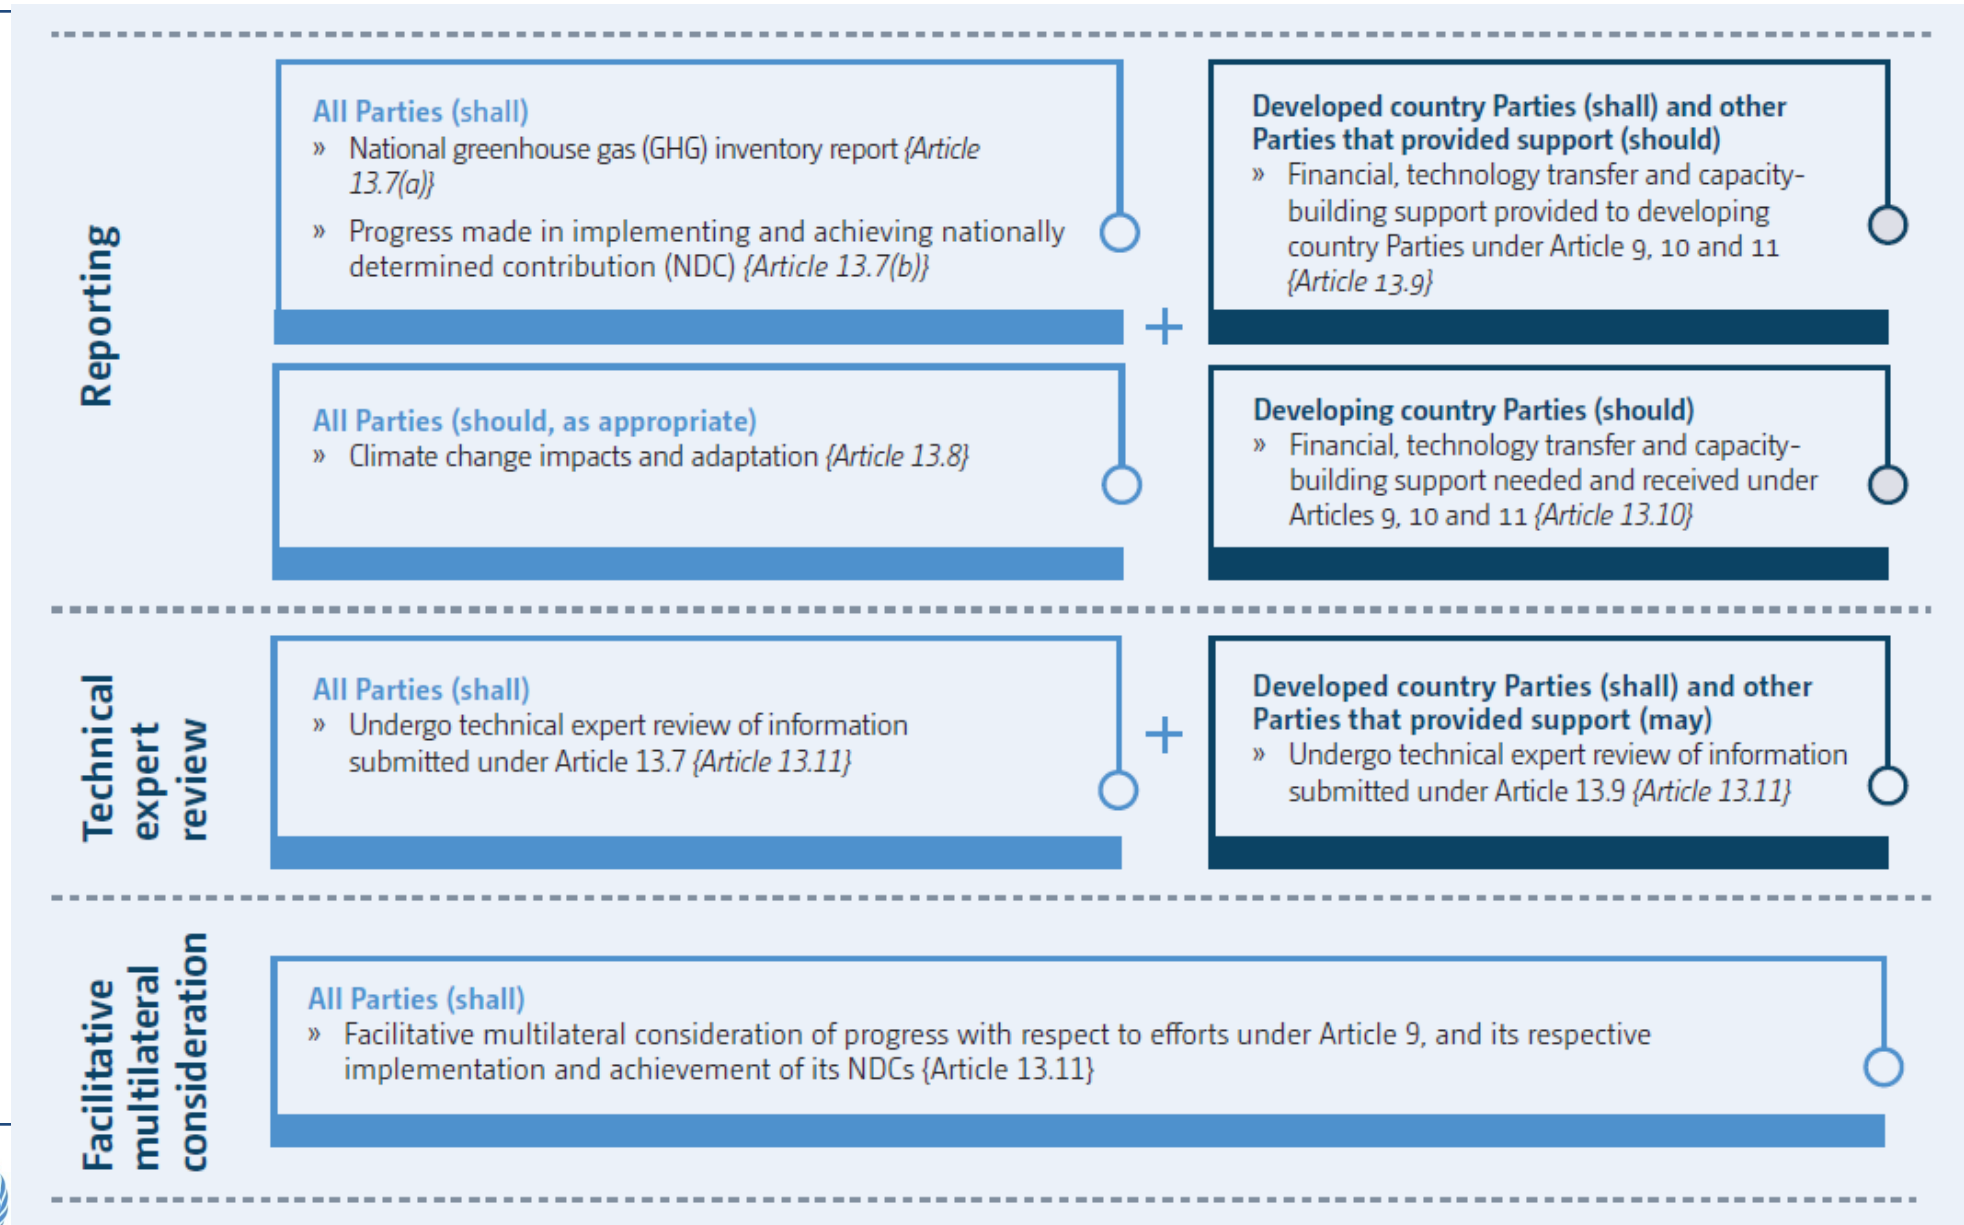 Reporting
All Parties (shall)
» National greenhouse gas (GHG) inventory report {Article
13.7(a)}
» Progress made in implementing and achieving nationally
determined contribution (NDC) {Article 13.7(b)}
+
Developed country Parties (shall) and other
Parties that provided support (should)
» Financial, technology transfer and capacity-
building support provided to developing
country Parties under Article 9, 10 and 11
{Article 13.9}
All Parties (should, as appropriate)
» Climate change impacts and adaptation {Article 13.8}
Developing country Parties (should)
» Financial, technology transfer and capacity-
building support needed and received under
Articles 9, 10 and 11 {Article 13.10}
Technical
expert
review
All Parties (shall)
» Undergo technical expert review of information
submitted under Article 13.7 {Article 13.11}
+
Developed country Parties (shall) and other
Parties that provided support (may)
» Undergo technical expert review of information
submitted under Article 13.9 {Article 13.11}
Facilitative
multilateral
consideration
All Parties (shall)
» Facilitative multilateral consideration of progress with respect to efforts under Article 9, and its respective
implementation and achievement of its NDCs {Article 13.11}